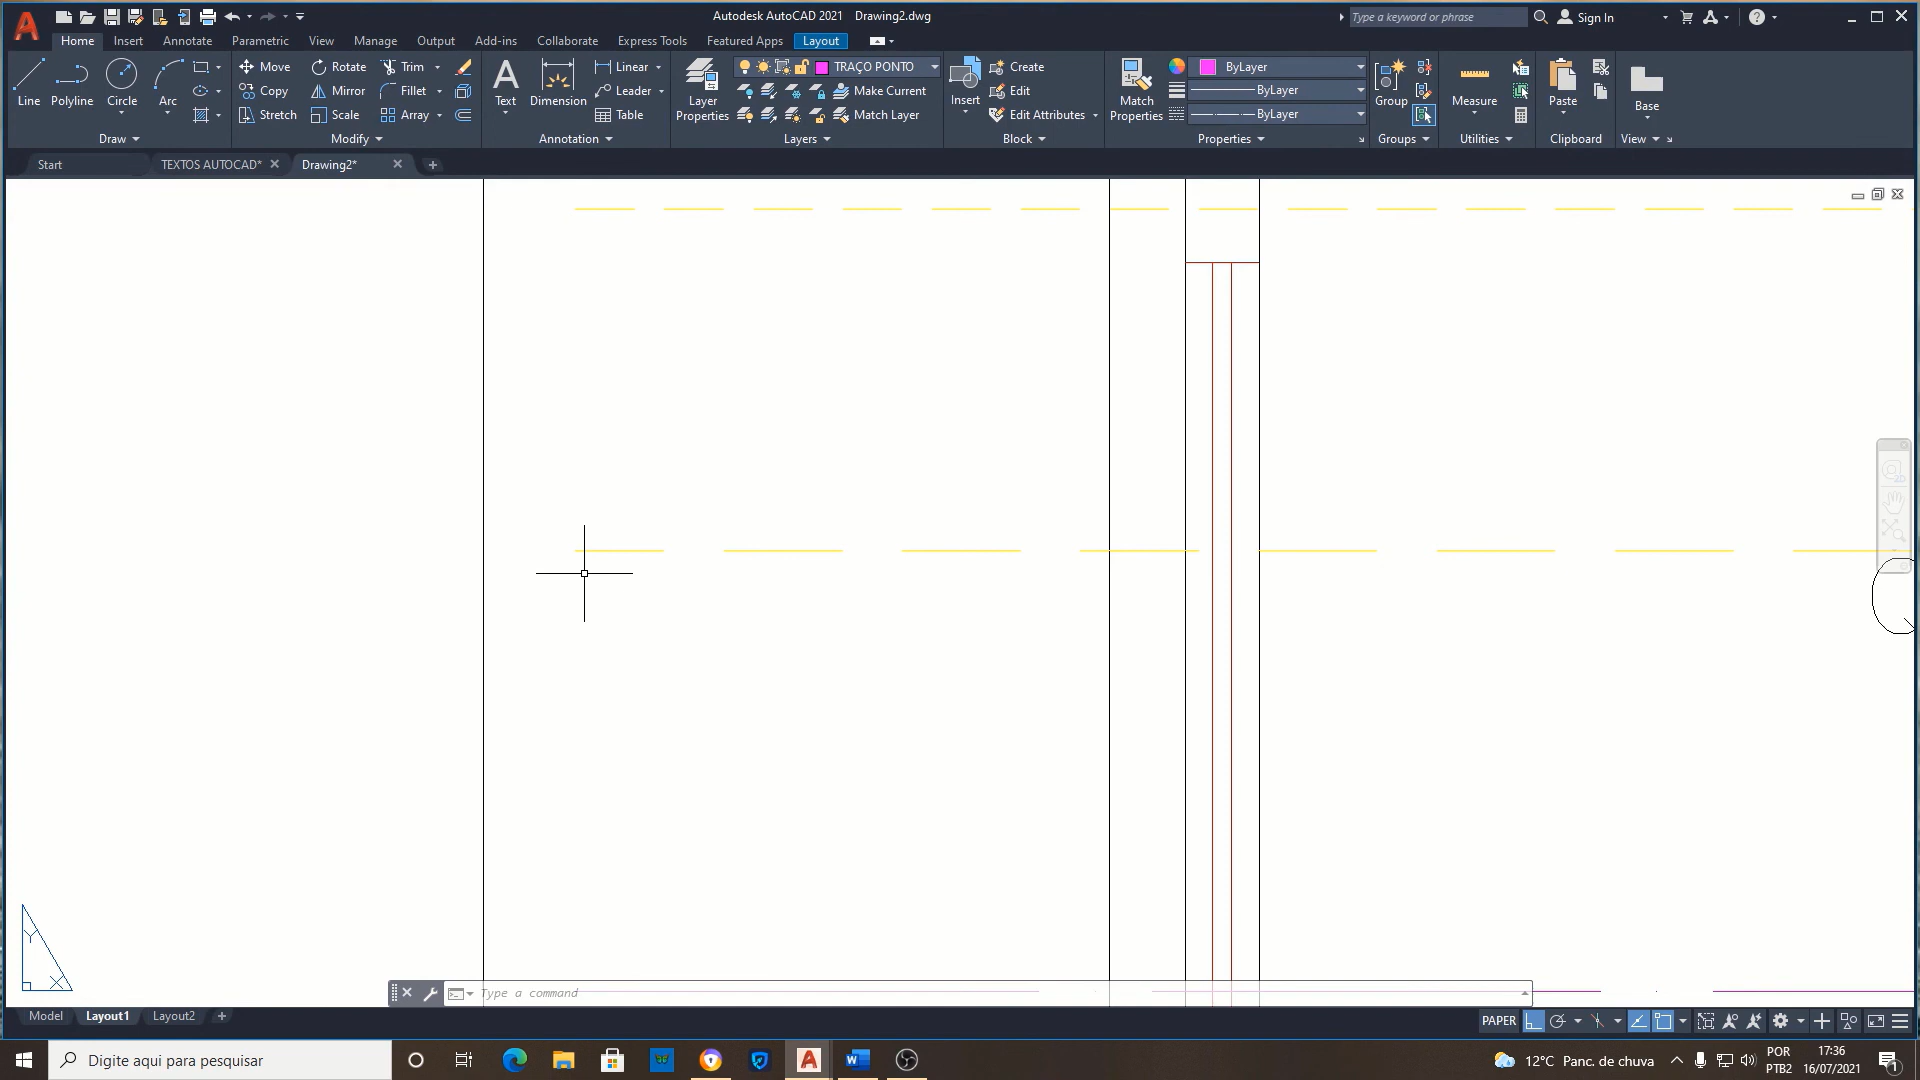 Autodesk AutoCAD 2021 Drawing2.dwg
Type a keyword or phrase
Sign In
Home Insert Annotate Parametric View Manage Output Add-ins Collaborate Express Tools Featured Apps Layout
Line Polyline Circle Arc
Move Rotate Trim
Copy Mirror Fillet
Stretch Scale Array
Text Dimension
Linear
Leader
Table
Layer Properties
TRAÇO PONTO
Make Current
Match Layer
Insert
Create
Edit
Edit Attributes
Match Properties
ByLayer
ByLayer
ByLayer
Group
Measure
Paste
Base
Draw Modify Annotation Layers Block Properties Groups Utilities Clipboard View
Start TEXTOS AUTOCAD* Drawing2*
2D
Y
X
Type a command
Model Layout1 Layout2
PAPER
Digite aqui para pesquisar
12°C Panc. de chuva
POR
PTB2
17:36
16/07/2021
1